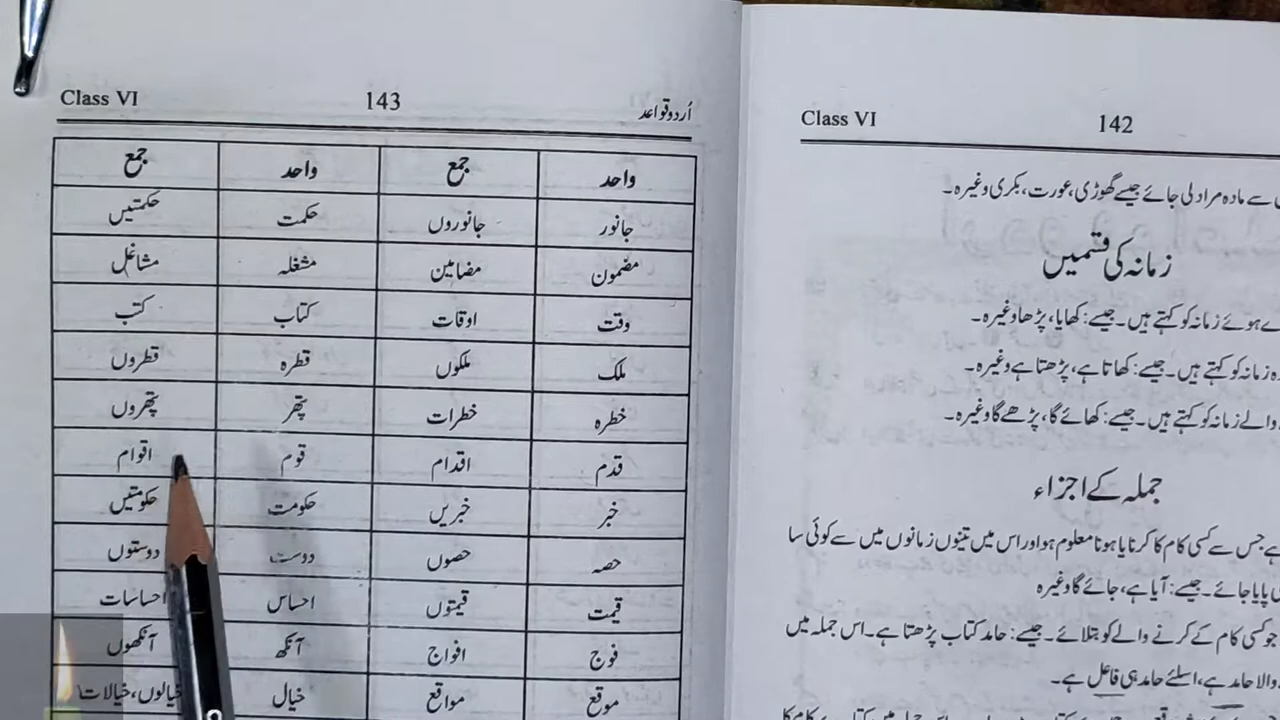 Class VI 143 اُردو قواعد
واحد جمع واحد جمع
جانور جانوروں حکمت حکمتیں
مضمون مضامین مشغلہ مشاغل
وقت اوقات کتاب کتب
ملک ملکوں قطرہ قطروں
خطرہ خطرات پتھر پتھروں
قدم اقدام قوم اقوام
خبر خبریں حکومت حکومتیں
حصہ حصوں دوست دوستوں
قیمت قیمتوں احساس احساسات
فوج افواج آنکھ آنکھوں
موقع مواقع خیال خیالوں، خیالات
Class VI 142
سے مادہ مراد لی جائے جیسے گھوڑی، عورت، بکری وغیرہ۔
زمانہ کی قسمیں
ہوئے زمانہ کو کہتے ہیں۔ جیسے: کھایا، پڑھا وغیرہ۔
زمانہ کو کہتے ہیں۔ جیسے: کھاتا ہے، پڑھتا ہے وغیرہ۔
والے زمانہ کو کہتے ہیں۔ جیسے: کھائے گا، پڑھے گا وغیرہ۔
جملہ کے اجزاء
ہے جس سے کسی کام کا کرنا یا ہونا معلوم ہو اور اس میں تینوں زمانوں میں سے کوئی سا
پایا جائے۔ جیسے: آیا ہے، جائے گا وغیرہ
جو کسی کام کے کرنے والے کو بتلائے۔ جیسے: حامد کتاب پڑھتا ہے۔ اس جملہ میں
والا حامد ہے، اسلئے حامد ہی فاعل ہے۔